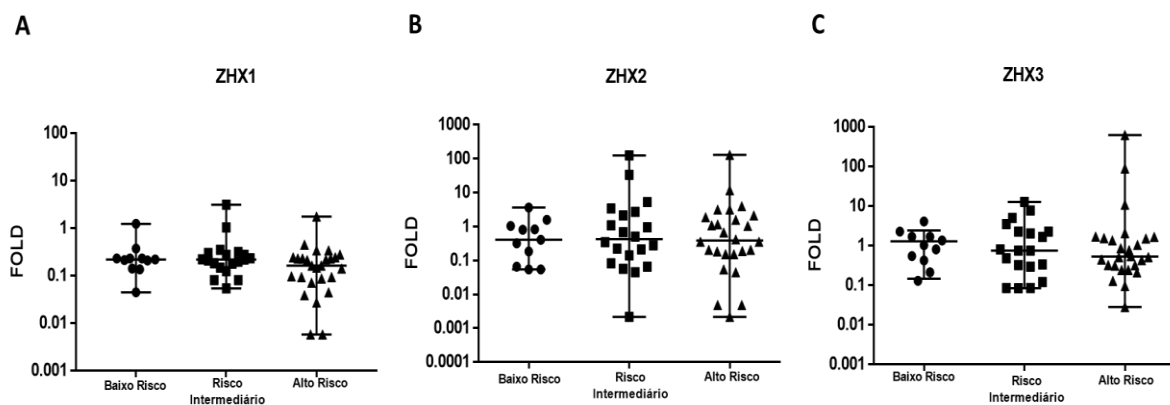 A
ZHX1
FOLD
100
10
1
0.1
0.01
0.001
Baixo Risco
Risco
Intermediário
Alto Risco
B
ZHX2
FOLD
1000
100
10
1
0.1
0.01
0.001
0.0001
Baixo Risco
Risco
Intermediário
Alto Risco
C
ZHX3
FOLD
1000
100
10
1
0.1
0.01
0.001
Baixo Risco
Risco
Intermediário
Alto Risco